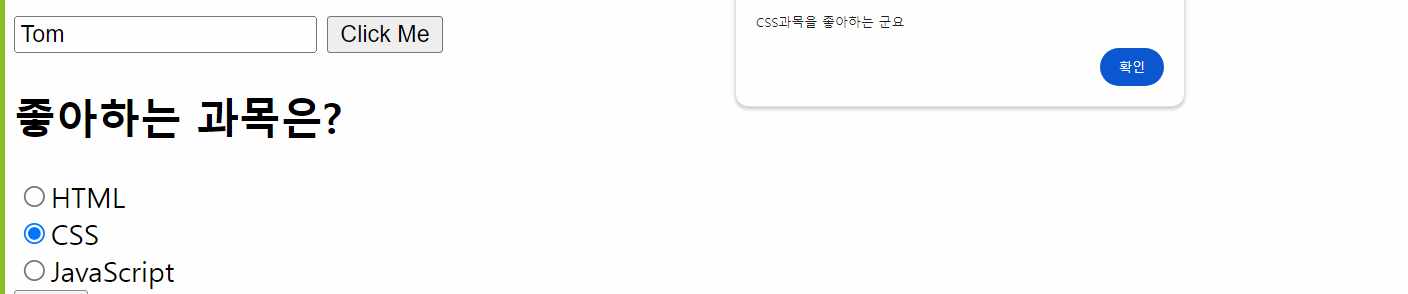 Tom Click Me
좋아하는 과목은?
HTML
CSS
JavaScript
CSS과목을 좋아하는 군요
확인